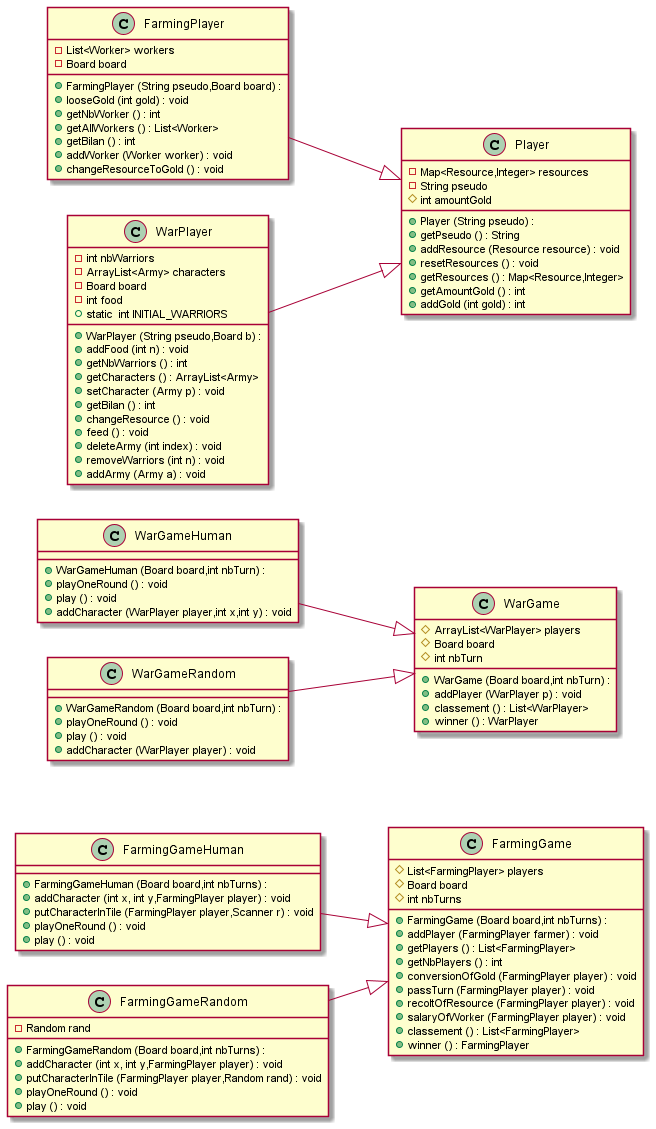 C FarmingPlayer
List<Worker> workers
Board board
FarmingPlayer (String pseudo,Board board) :
looseGold (int gold) : void
getNbWorker () : int
getAllWorkers () : List<Worker>
getBilan () : int
addWorker (Worker worker) : void
changeResourceToGold () : void
C Player
Map<Resource,Integer> resources
String pseudo
int amountGold
Player (String pseudo) :
getPseudo () : String
addResource (Resource resource) : void
resetResources () : void
getResources () : Map<Resource,Integer>
getAmountGold () : int
addGold (int gold) : int
C WarPlayer
int nbWarriors
ArrayList<Army> characters
Board board
int food
static int INITIAL_WARRIORS
WarPlayer (String pseudo,Board b) :
addFood (int n) : void
getNbWarriors () : int
getCharacters () : ArrayList<Army>
setCharacter (Army p) : void
getBilan () : int
changeResource () : void
feed () : void
deleteArmy (int index) : void
removeWarriors (int n) : void
addArmy (Army a) : void
C WarGameHuman
WarGameHuman (Board board,int nbTurn) :
playOneRound () : void
play () : void
addCharacter (WarPlayer player,int x,int y) : void
C WarGame
ArrayList<WarPlayer> players
Board board
int nbTurn
WarGame (Board board,int nbTurn) :
addPlayer (WarPlayer p) : void
classement () : List<WarPlayer>
winner () : WarPlayer
C WarGameRandom
WarGameRandom (Board board,int nbTurn) :
playOneRound () : void
play () : void
addCharacter (WarPlayer player) : void
C FarmingGameHuman
FarmingGameHuman (Board board,int nbTurns) :
addCharacter (int x, int y,FarmingPlayer player) : void
putCharacterInTile (FarmingPlayer player,Scanner r) : void
playOneRound () : void
play () : void
C FarmingGame
List<FarmingPlayer> players
Board board
int nbTurns
FarmingGame (Board board,int nbTurns) :
addPlayer (FarmingPlayer farmer) : void
getPlayers () : List<FarmingPlayer>
getNbPlayers () : int
conversionOfGold (FarmingPlayer player) : void
passTurn (FarmingPlayer player) : void
recoltOfResource (FarmingPlayer player) : void
salaryOfWorker (FarmingPlayer player) : void
classement () : List<FarmingPlayer>
winner () : FarmingPlayer
C FarmingGameRandom
Random rand
FarmingGameRandom (Board board,int nbTurns) :
addCharacter (int x, int y,FarmingPlayer player) : void
putCharacterInTile (FarmingPlayer player,Random rand) : void
playOneRound () : void
play () : void